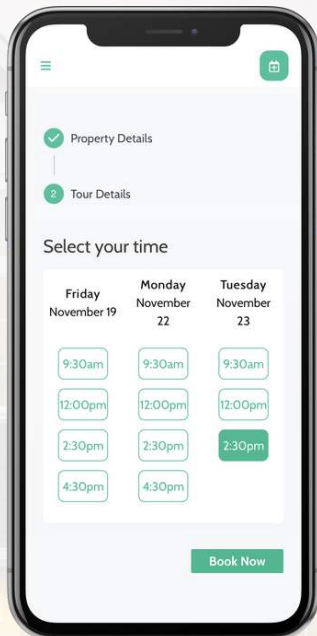 Property Details
2 Tour Details
Select your time
Friday
November 19
Monday
November
22
Tuesday
November
23
9:30am 9:30am 9:30am
12:00pm 12:00pm 12:00pm
2:30pm 2:30pm 2:30pm
4:30pm 4:30pm
Book Now